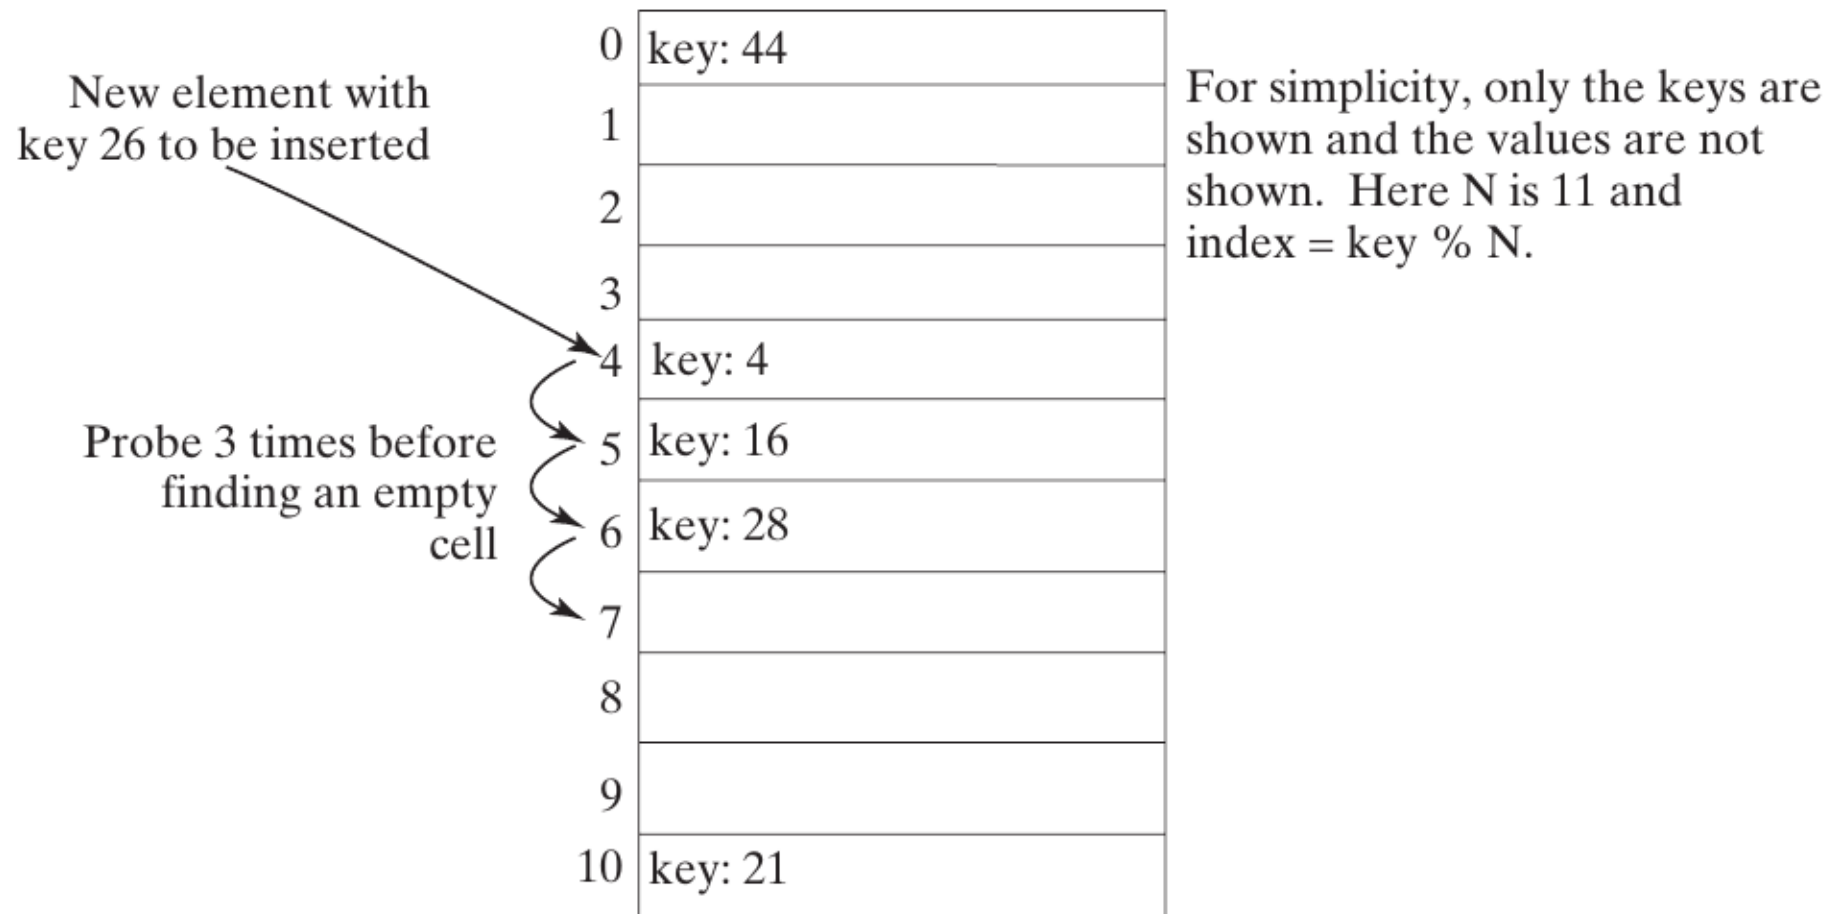 New element with
key 26 to be inserted
Probe 3 times before
finding an empty
cell
0 key: 44
1
2
3
4 key: 4
5 key: 16
6 key: 28
7
8
9
10 key: 21
For simplicity, only the keys are
shown and the values are not
shown. Here N is 11 and
index = key % N.